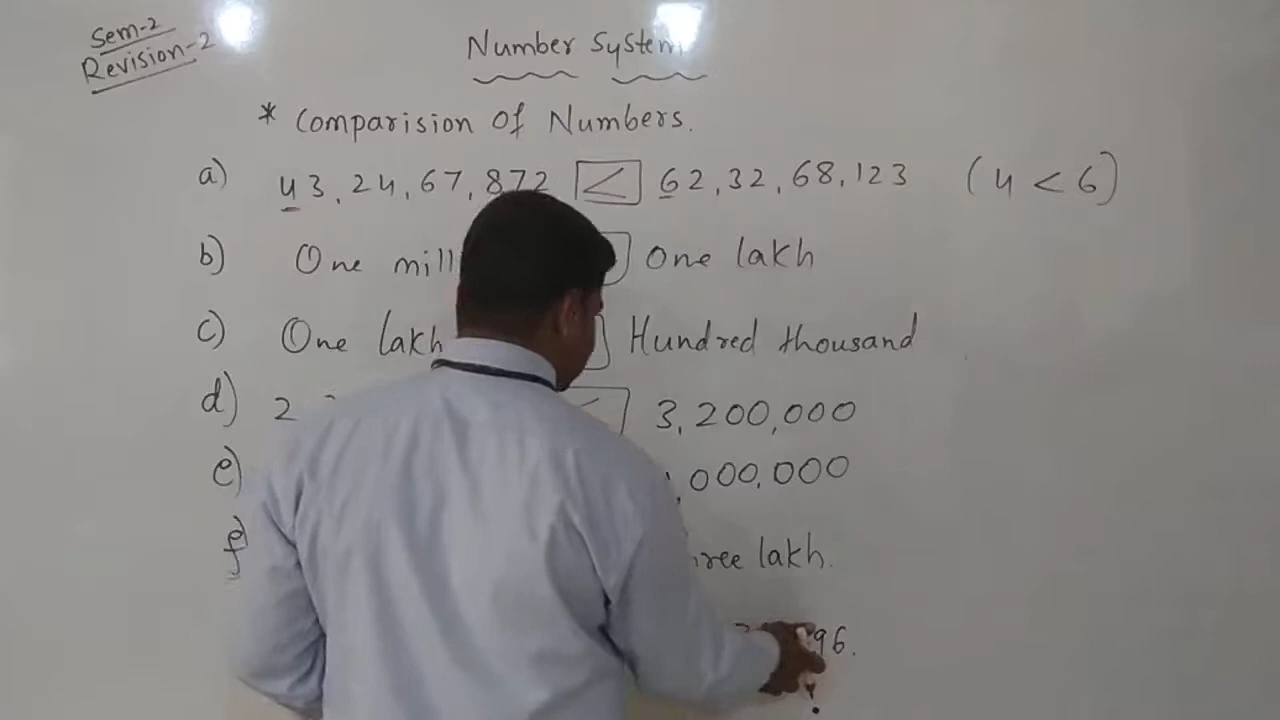 Sem-2
Revision-2
Number System
* Comparision of Numbers.
a) 43,24,67,872 < 62,32,68,123 (4 < 6)
b) One mill One lakh
c) One lakh Hundred thousand
d) 2 < 3,200,000
e) ,000,000
f) ree lakh.
96.